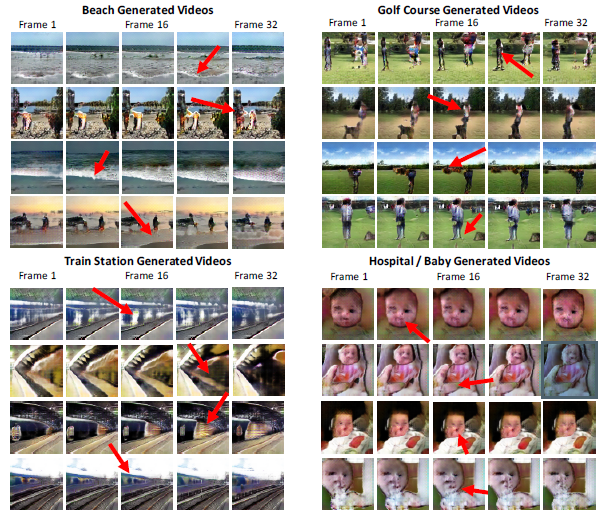 Beach Generated Videos
Frame 1 Frame 16 Frame 32
Golf Course Generated Videos
Frame 1 Frame 16 Frame 32
Train Station Generated Videos
Frame 1 Frame 16 Frame 32
Hospital / Baby Generated Videos
Frame 1 Frame 16 Frame 32